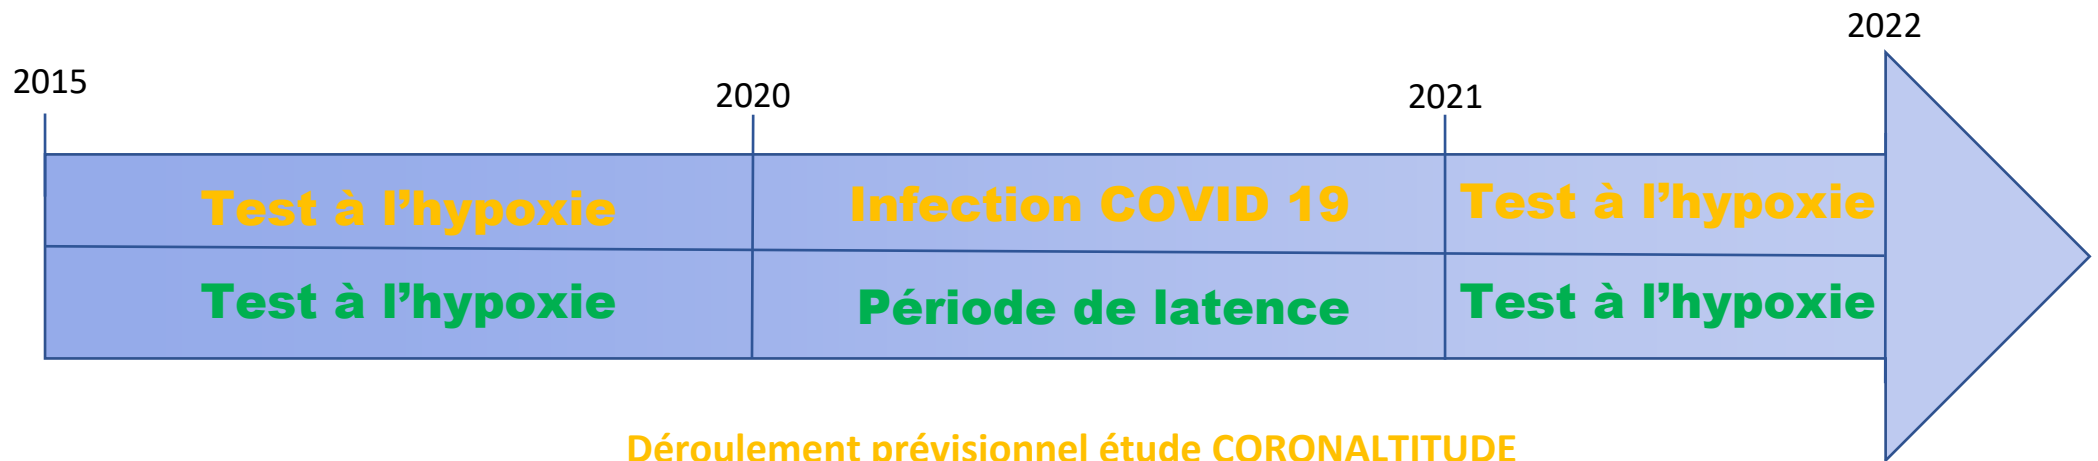 2022
2015
2020
2021
Test à l’hypoxie
Infection COVID 19
Test à l’hypoxie
Test à l’hypoxie
Période de latence
Test à l’hypoxie
Déroulement prévisionnel étude CORONALTITUDE